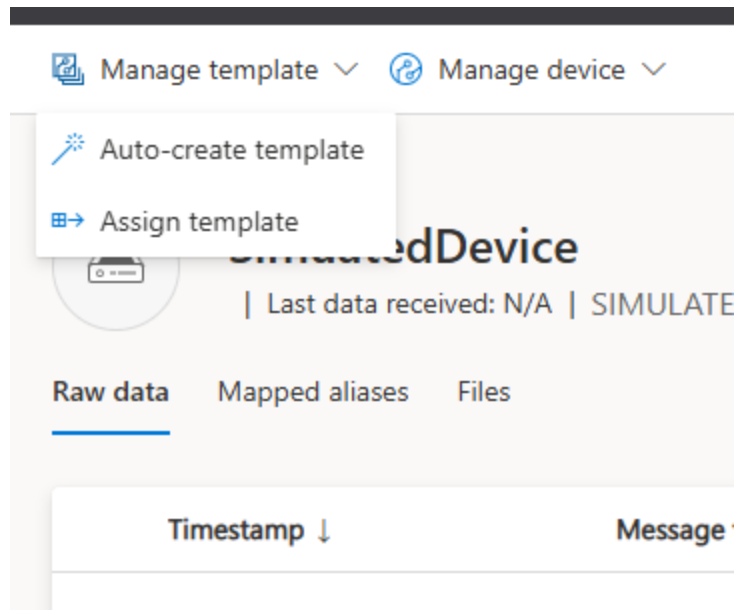 Manage template Manage device
Auto-create template
Assign template
| Last data received: N/A |
Raw data Mapped aliases Files
Timestamp ↓ Message